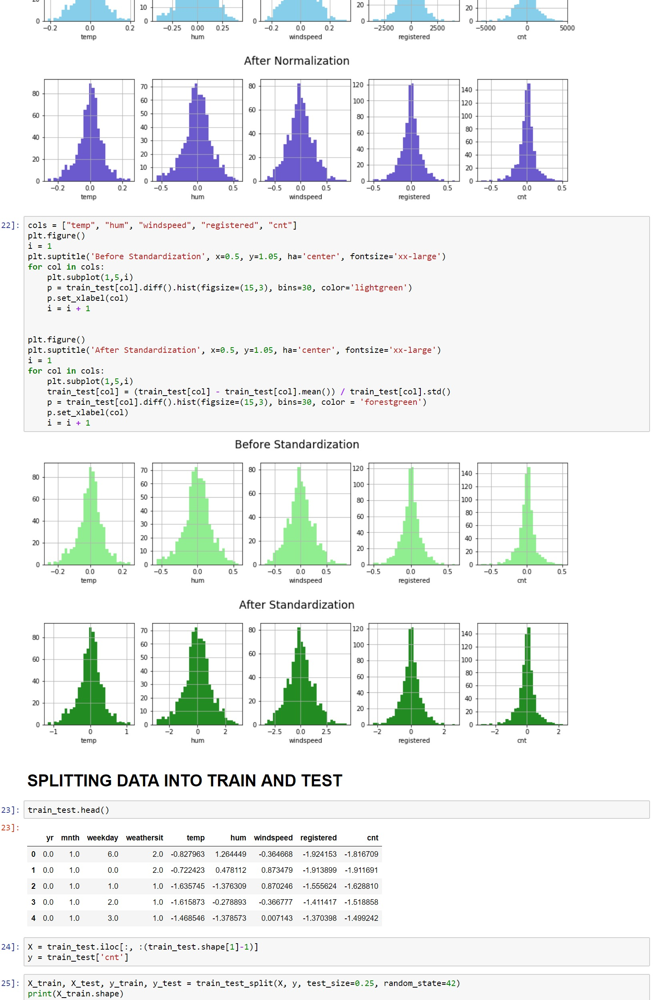 20 10 0 0 0 20 0 20 0
−0.2 0.0 0.2 −0.25 0.00 0.25 −0.2 0.0 0.2 −2500 0 2500 −5000 0 5000
temp hum windspeed registered cnt
After Normalization
80 60 40 20 0 70 60 50 40 30 20 10 0 80 60 40 20 0 120 100 80 60 40 20 0 140 120 100 80 60 40 20 0
−0.2 0.0 0.2 −0.5 0.0 0.5 −0.5 0.0 0.5 −0.5 0.0 0.5 −0.5 0.0 0.5
temp hum windspeed registered cnt
22]: cols = ["temp", "hum", "windspeed", "registered", "cnt"]
plt.figure()
i = 1
plt.suptitle('Before Standardization', x=0.5, y=1.05, ha='center', fontsize='xx-large')
for col in cols:
    plt.subplot(1,5,i)
    p = train_test[col].diff().hist(figsize=(15,3), bins=30, color='lightgreen')
    p.set_xlabel(col)
    i = i + 1
plt.figure()
plt.suptitle('After Standardization', x=0.5, y=1.05, ha='center', fontsize='xx-large')
i = 1
for col in cols:
    plt.subplot(1,5,i)
    train_test[col] = (train_test[col] - train_test[col].mean()) / train_test[col].std()
    p = train_test[col].diff().hist(figsize=(15,3), bins=30, color = 'forestgreen')
    p.set_xlabel(col)
    i = i + 1
Before Standardization
80 60 40 20 0 70 60 50 40 30 20 10 0 80 60 40 20 0 120 100 80 60 40 20 0 140 120 100 80 60 40 20 0
−0.2 0.0 0.2 −0.5 0.0 0.5 −0.5 0.0 0.5 −0.5 0.0 0.5 −0.5 0.0 0.5
temp hum windspeed registered cnt
After Standardization
80 60 40 20 0 70 60 50 40 30 20 10 0 80 60 40 20 0 120 100 80 60 40 20 0 140 120 100 80 60 40 20 0
−1 0 1 −2 0 2 −2.5 0.0 2.5 −2 0 2 −2 0 2
temp hum windspeed registered cnt
SPLITTING DATA INTO TRAIN AND TEST
23]: train_test.head()
23]:
yr mnth weekday weathersit temp hum windspeed registered cnt
0 0.0 1.0 6.0 2.0 -0.827963 1.264449 -0.364668 -1.924153 -1.816709
1 0.0 1.0 0.0 2.0 -0.722423 0.478112 0.873479 -1.913899 -1.911691
2 0.0 1.0 1.0 1.0 -1.635745 -1.376309 0.870246 -1.555624 -1.628810
3 0.0 1.0 2.0 1.0 -1.615873 -0.278893 -0.366777 -1.411417 -1.518858
4 0.0 1.0 3.0 1.0 -1.468546 -1.378573 0.007143 -1.370398 -1.499242
24]: X = train_test.iloc[:, :(train_test.shape[1]-1)]
y = train_test['cnt']
25]: X_train, X_test, y_train, y_test = train_test_split(X, y, test_size=0.25, random_state=42)
print(X_train.shape)